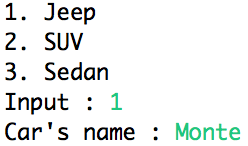 1. Jeep
2. SUV
3. Sedan
Input : 1
Car's name : Monte